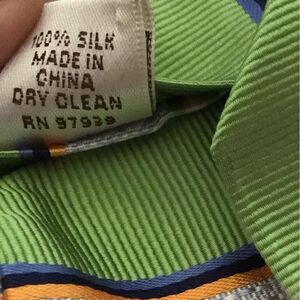 100% SILK
MADE IN
CHINA
DRY CLEAN
RN 97939